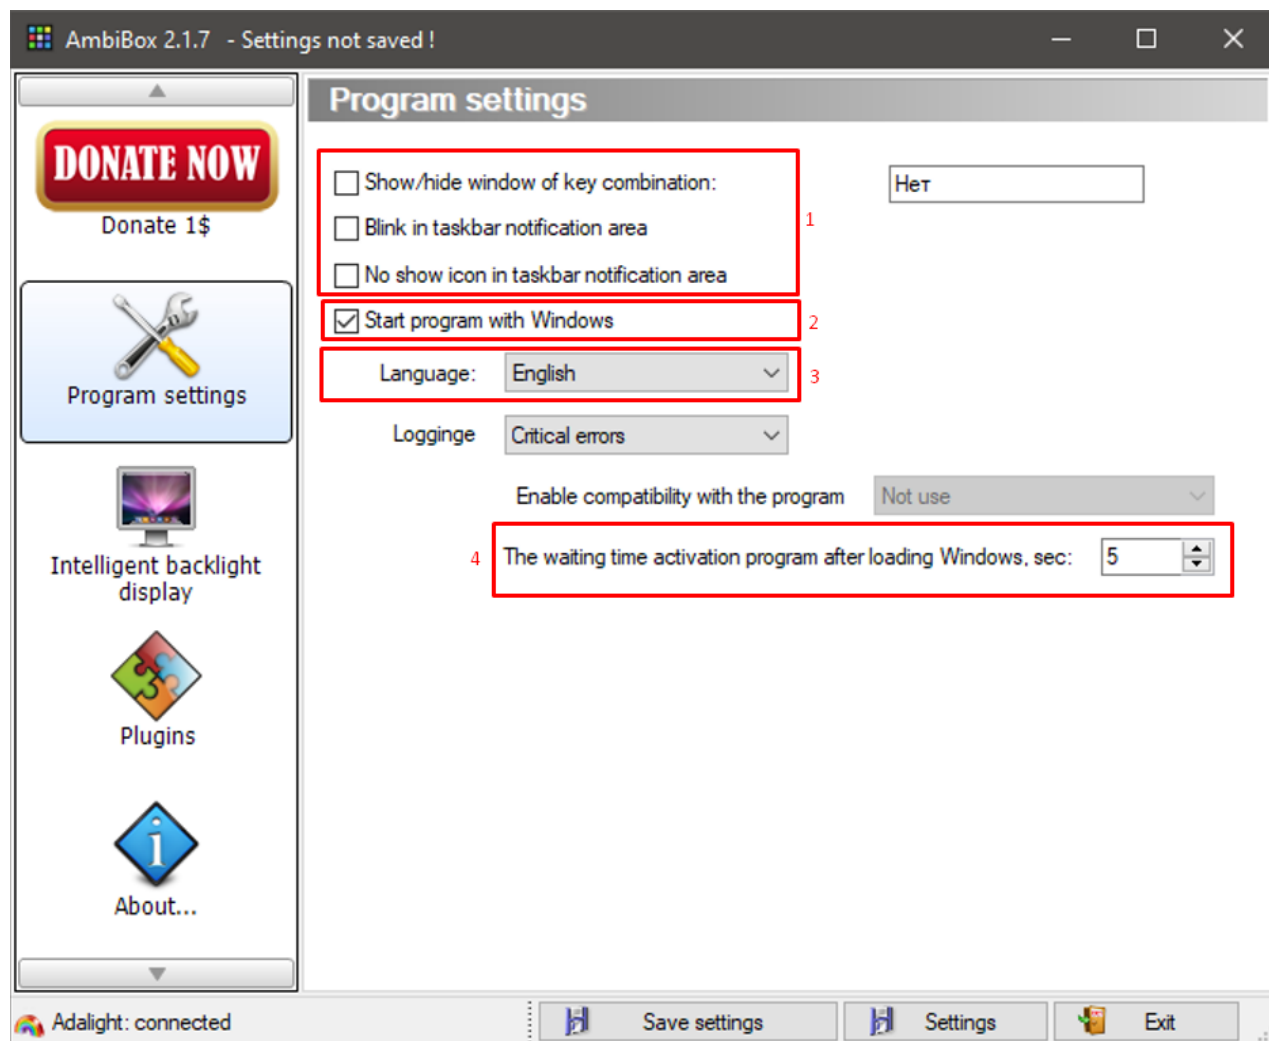 AmbiBox 2.1.7 - Settings not saved !
DONATE NOW
Donate 1$
Program settings
Intelligent backlight
display
Plugins
About...
Program settings
Show/hide window of key combination:
Нет
Blink in taskbar notification area
1
No show icon in taskbar notification area
Start program with Windows
2
Language: English
3
Logginge Critical errors
Enable compatibility with the program Not use
4 The waiting time activation program after loading Windows, sec: 5
Adalight: connected
Save settings
Settings
Exit